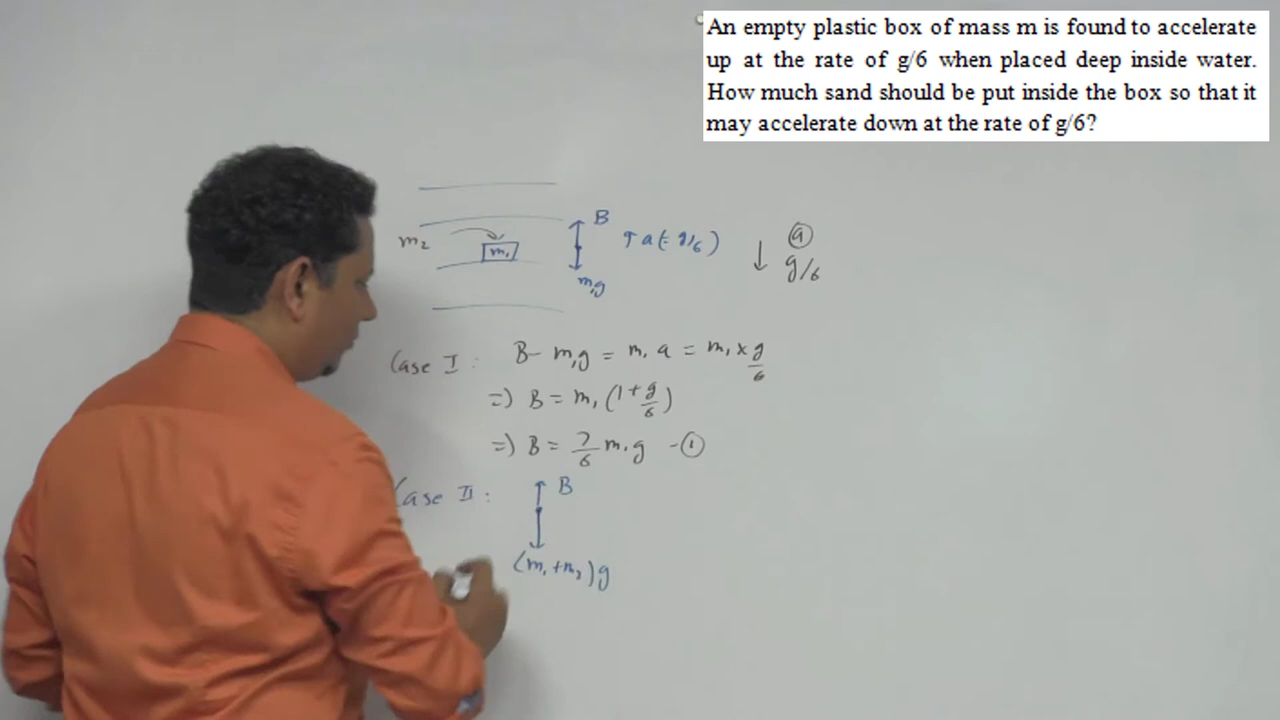 An empty plastic box of mass m is found to accelerate
up at the rate of g/6 when placed deep inside water.
How much sand should be put inside the box so that it
may accelerate down at the rate of g/6?
m₂ m₁ B ↑ a (= g/6) ↓ ⓐ g/6
m₁g
Case I : B - m₁g = m₁ a = m₁ × g/6
=) B = m₁ (1 + g/6)
=) B = 7/6 m₁g - ①
Case II : ↑ B
(m₁ + m₂) g